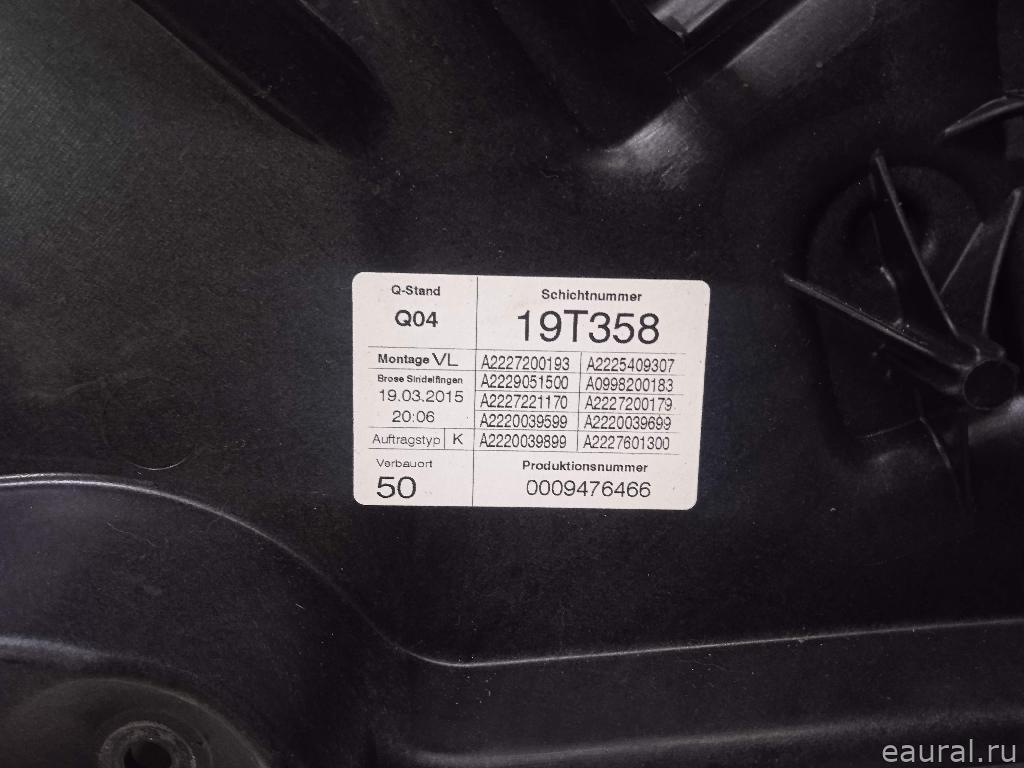 Q-Stand
Q04
Schichtnummer
19T358
Montage VL
Brose Sindelfingen
19.03.2015
20:06
Auftragstyp K
A2227200193 A2225409307
A2229051500 A0998200183
A2227221170 A2227200179
A2220039599 A2220039699
A2220039899 A2227601300
Verbauort
50
Produktionsnummer
0009476466
eaural.ru